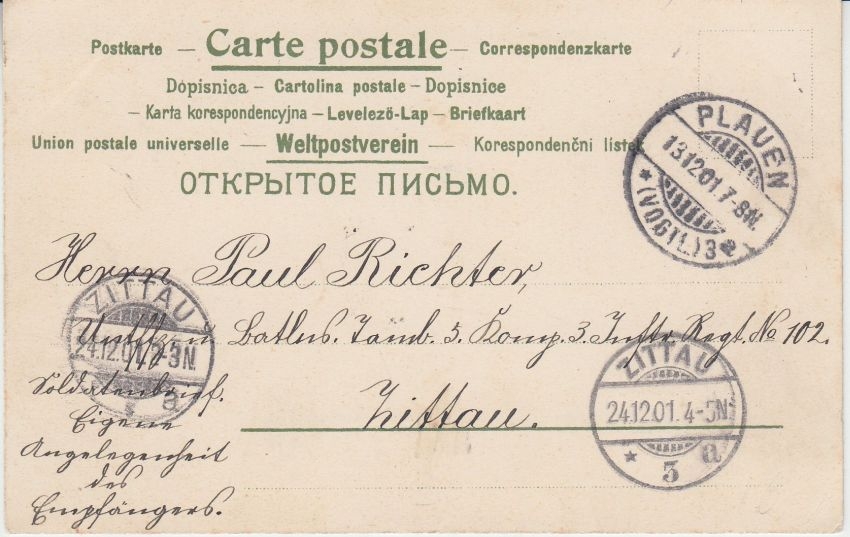 Postkarte — Carte postale — Correspondenzkarte
Dopisnica — Cartolina postale — Dopisnice
— Karta korespondencyjna — Levelező-Lap — Briefkaart
Union postale universelle — Weltpostverein — Korespondenční lístek
ОТКРЫТОЕ ПИСЬМО.
PLAUEN
13.12.01.7-8N.
* (VOGTL.) 3
Herrn Paul Richter,
Batlns. Tamb. 5. Komp. 3. Inftr. Regt. No 102.
Zittau.
Soldatenbrief.
Eigene
Angelegenheit
des
Empfängers.
ZITTAU
24.12.01.2-3N.
a
ZITTAU
24.12.01.4-5N.
* 3 a